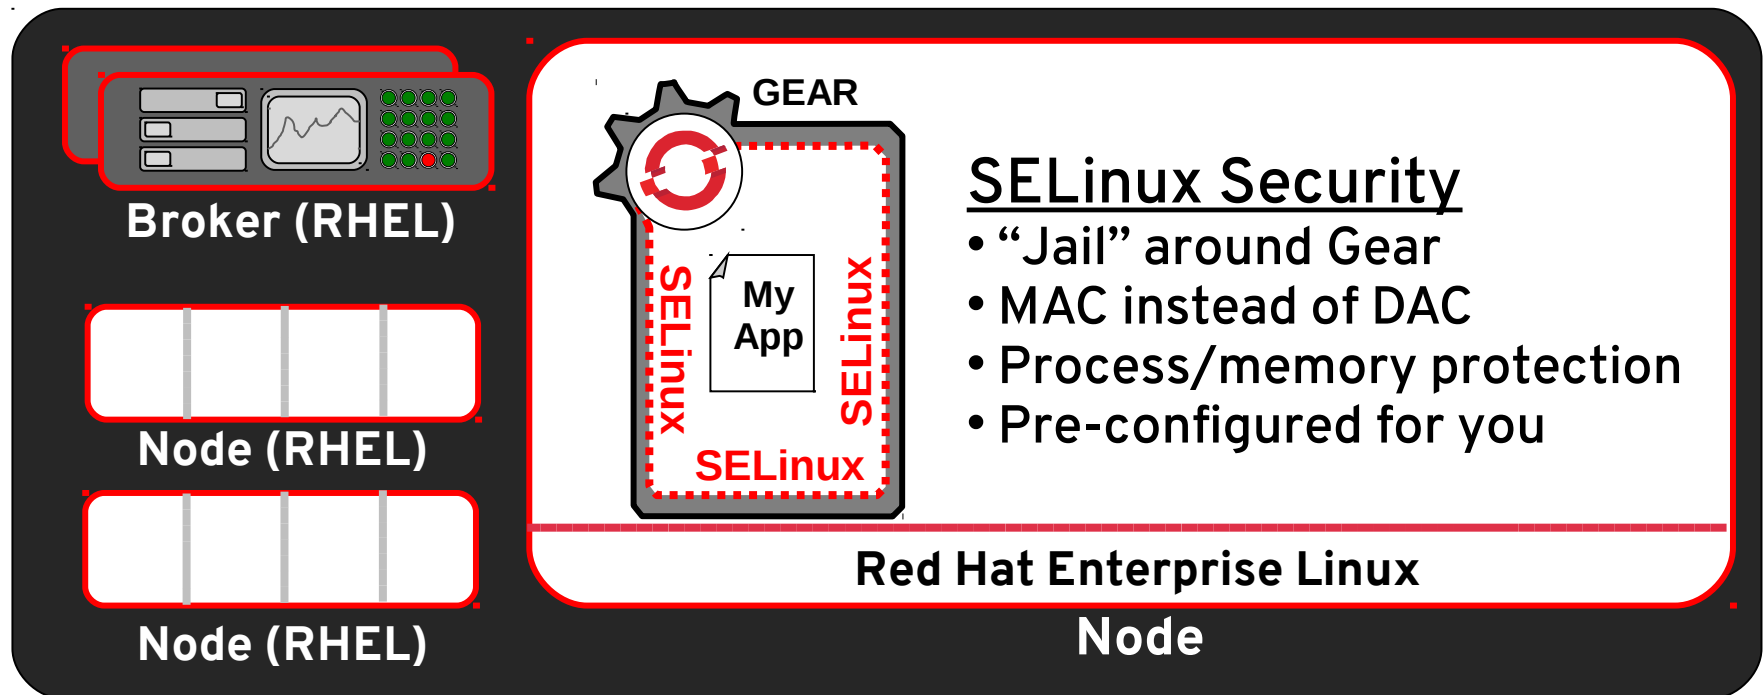 Broker (RHEL)
Node (RHEL)
Node (RHEL)
GEAR
SELinux
My
App
SELinux
SELinux
SELinux Security
• “Jail” around Gear
• MAC instead of DAC
• Process/memory protection
• Pre-configured for you
Red Hat Enterprise Linux
Node